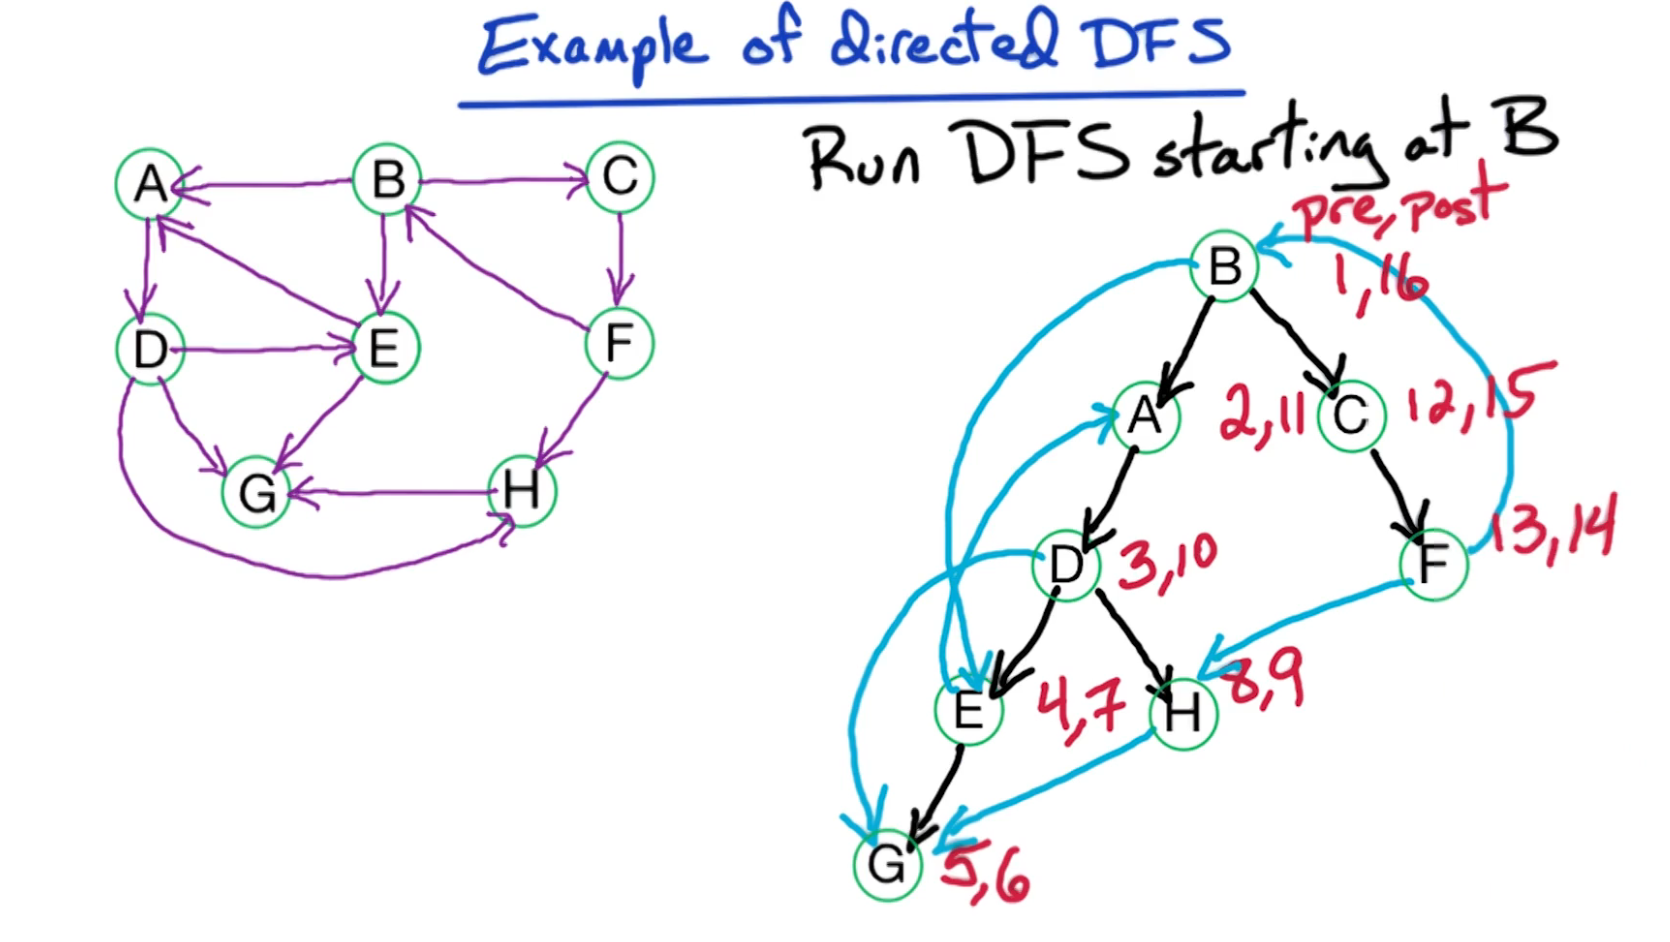 Example of directed DFS
Run DFS starting at B
pre, post
A B C
D E F
G H
B 1, 16
A 2, 11 C 12, 15
D 3, 10 F 13, 14
E 4, 7 H 8, 9
G 5, 6